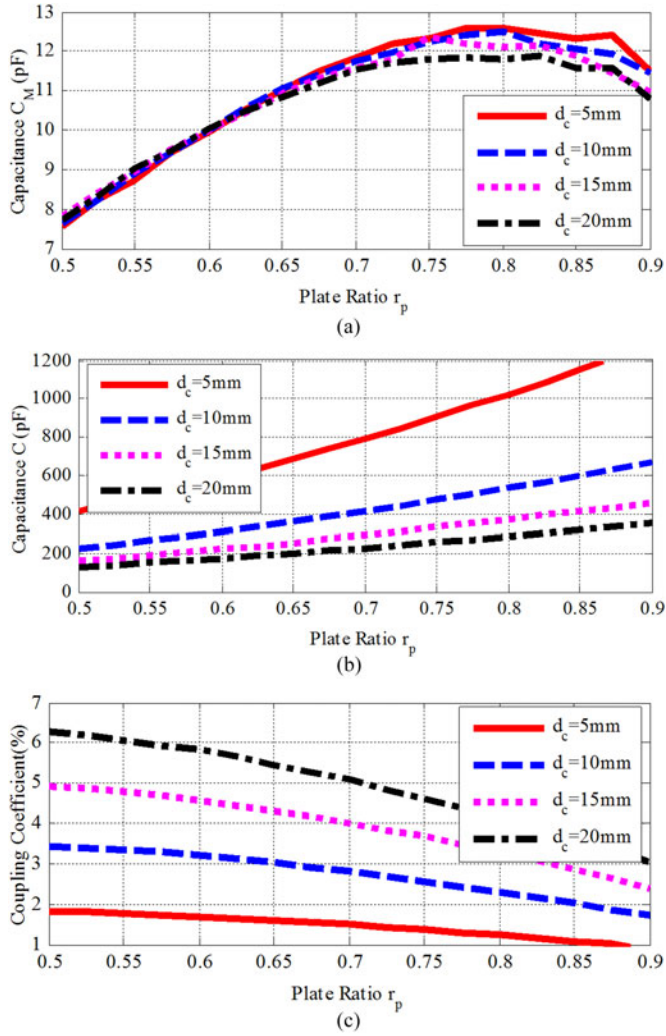 13
12
11
10
9
8
7
Capacitance C_M (pF)
d_c=5mm
d_c=10mm
d_c=15mm
d_c=20mm
0.5 0.55 0.6 0.65 0.7 0.75 0.8 0.85 0.9
Plate Ratio r_p
(a)
1200
1000
800
600
400
200
0
Capacitance C (pF)
d_c=5mm
d_c=10mm
d_c=15mm
d_c=20mm
0.5 0.55 0.6 0.65 0.7 0.75 0.8 0.85 0.9
Plate Ratio r_p
(b)
7
6
5
4
3
2
1
Coupling Coefficient(%)
d_c=5mm
d_c=10mm
d_c=15mm
d_c=20mm
0.5 0.55 0.6 0.65 0.7 0.75 0.8 0.85 0.9
Plate Ratio r_p
(c)